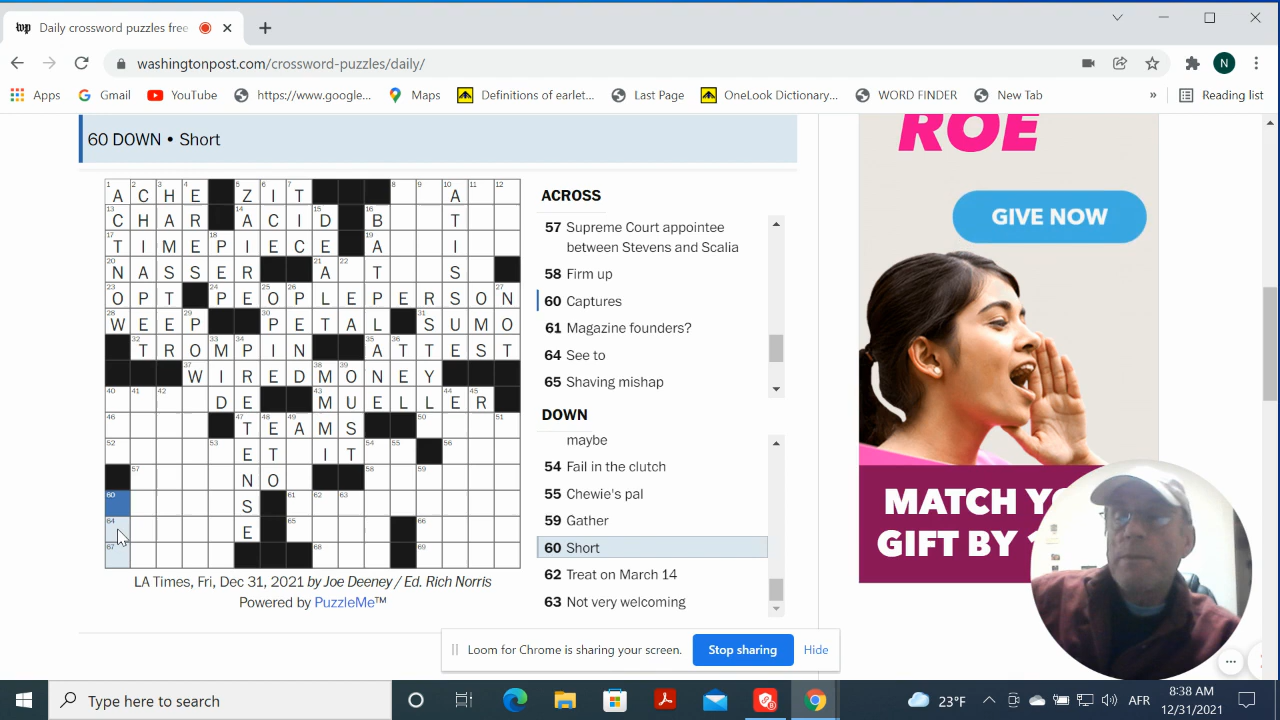 Daily crossword puzzles free
washingtonpost.com/crossword-puzzles/daily/
N
Apps
Gmail
YouTube
https://www.google...
Maps
Definitions of earlet...
Last Page
OneLook Dictionary...
WORD FINDER
New Tab
»
Reading list
60 DOWN • Short
ROE
GIVE NOW
A C H E Z I T A
C H A R A C I D B T
T I M E P I E C E A I
N A S S E R A T S
O P T P E O P L E P E R S O N
W E E P P E T A L S U M O
T R O M P I N A T T E S T
W I R E D M O N E Y
D E M U E L L E R
T E A M S
E T I T
N O
S
E
ACROSS
57 Supreme Court appointee
between Stevens and Scalia
58 Firm up
60 Captures
61 Magazine founders?
64 See to
65 Shaving mishap
DOWN
maybe
54 Fail in the clutch
55 Chewie's pal
59 Gather
60 Short
62 Treat on March 14
63 Not very welcoming
LA Times, Fri, Dec 31, 2021 by Joe Deeney / Ed. Rich Norris
Powered by PuzzleMe™
Loom for Chrome is sharing your screen.
Stop sharing
Hide
Type here to search
23°F
AFR
8:38 AM
12/31/2021